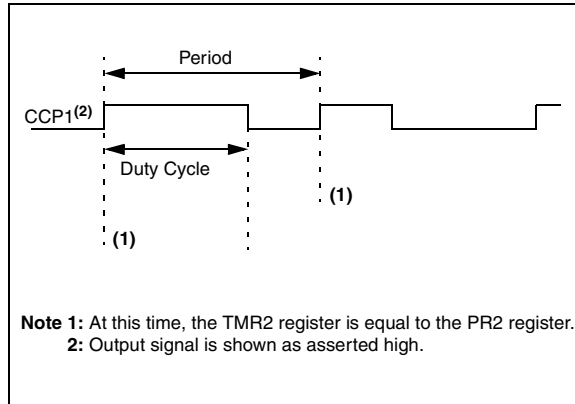 Period
CCP1(2)
Duty Cycle
(1)
(1)
Note 1: At this time, the TMR2 register is equal to the PR2 register.
2: Output signal is shown as asserted high.